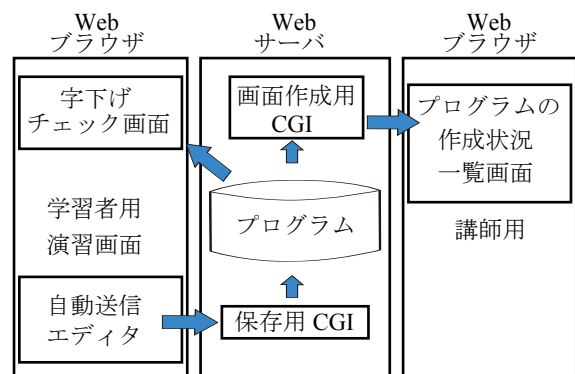 Web
ブラウザ
Web
サーバ
Web
ブラウザ
字下げ
チェック画面
学習者用
演習画面
自動送信
エディタ
画面作成用
CGI
プログラム
保存用 CGI
プログラムの
作成状況
一覧画面
講師用